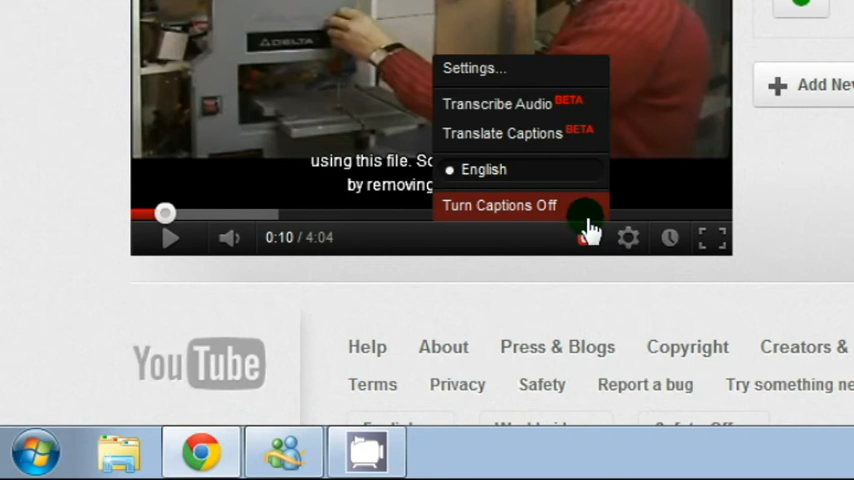 DELTA
Settings...
Transcribe Audio BETA
Translate Captions BETA
English
Turn Captions Off
using this file. So
by removing
0:10 / 4:04
Add New
YouTube
Help About Press & Blogs Copyright Creators &
Terms Privacy Safety Report a bug Try something ne